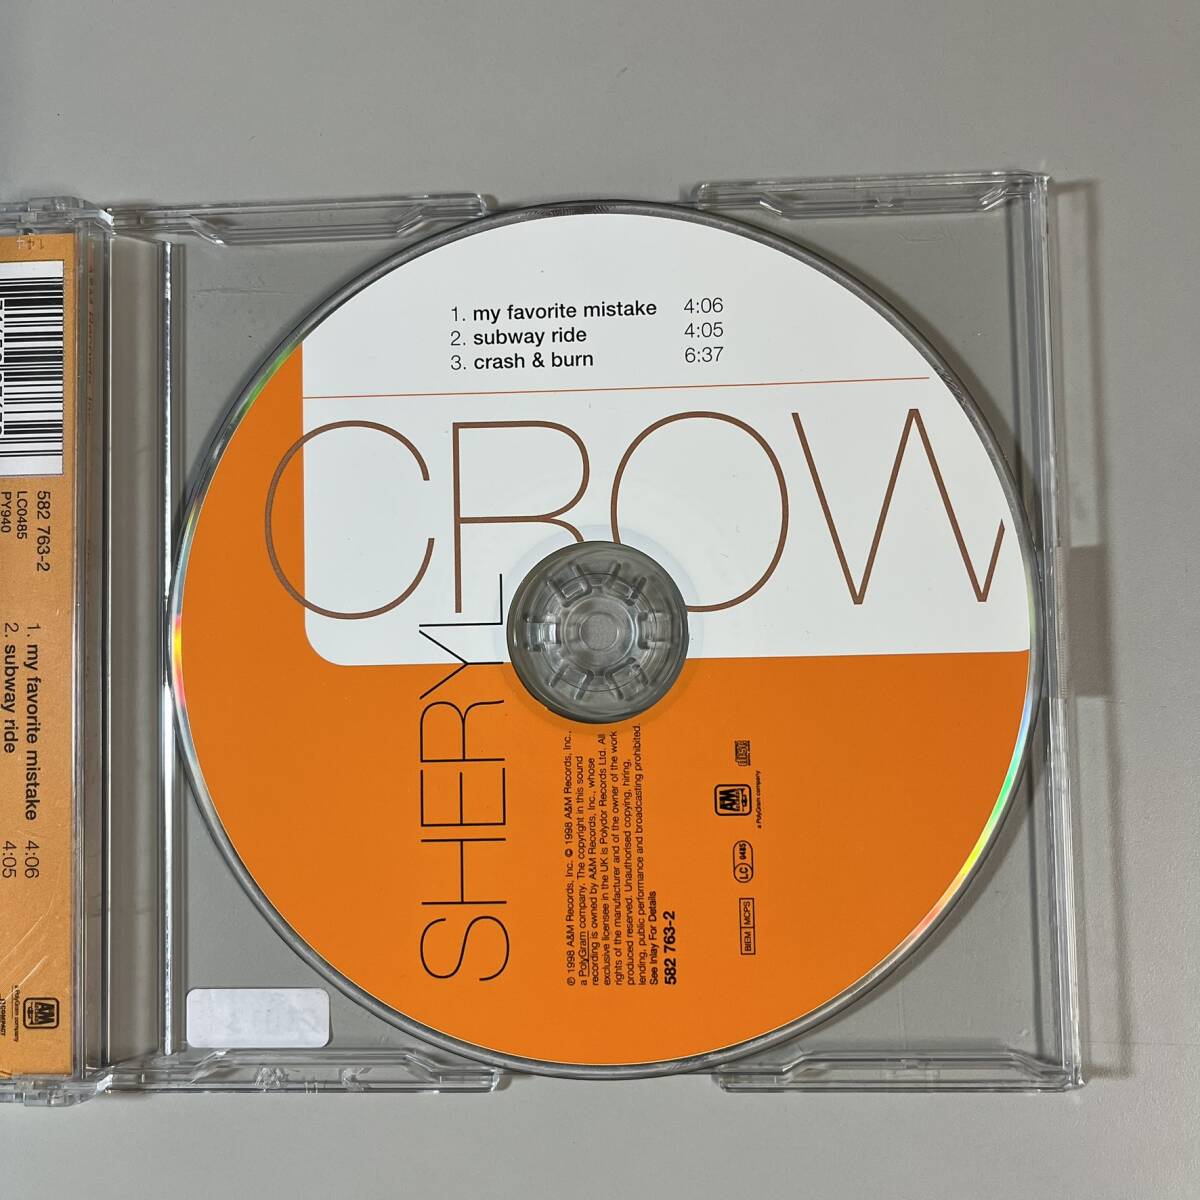 1. my favorite mistake 4:06
2. subway ride 4:05
3. crash & burn 6:37
CROW
SHERYL
℗ 1998 A&M Records, Inc. © 1998 A&M Records, Inc.,
a PolyGram company. The copyright in this sound
recording is owned by A&M Records, Inc., whose
exclusive licensee in the UK is Polydor Records Ltd. All
rights of the manufacturer and of the owner of the work
produced reserved. Unauthorised copying, hiring,
lending, public performance and broadcasting prohibited.
See Inlay For Details
582 763-2
BIEM MCPS
LC 0485
A&M
a PolyGram company
582 763-2
LC0485
PY940
1. my favorite mistake 4:06
2. subway ride 4:05
A&M
a PolyGram company